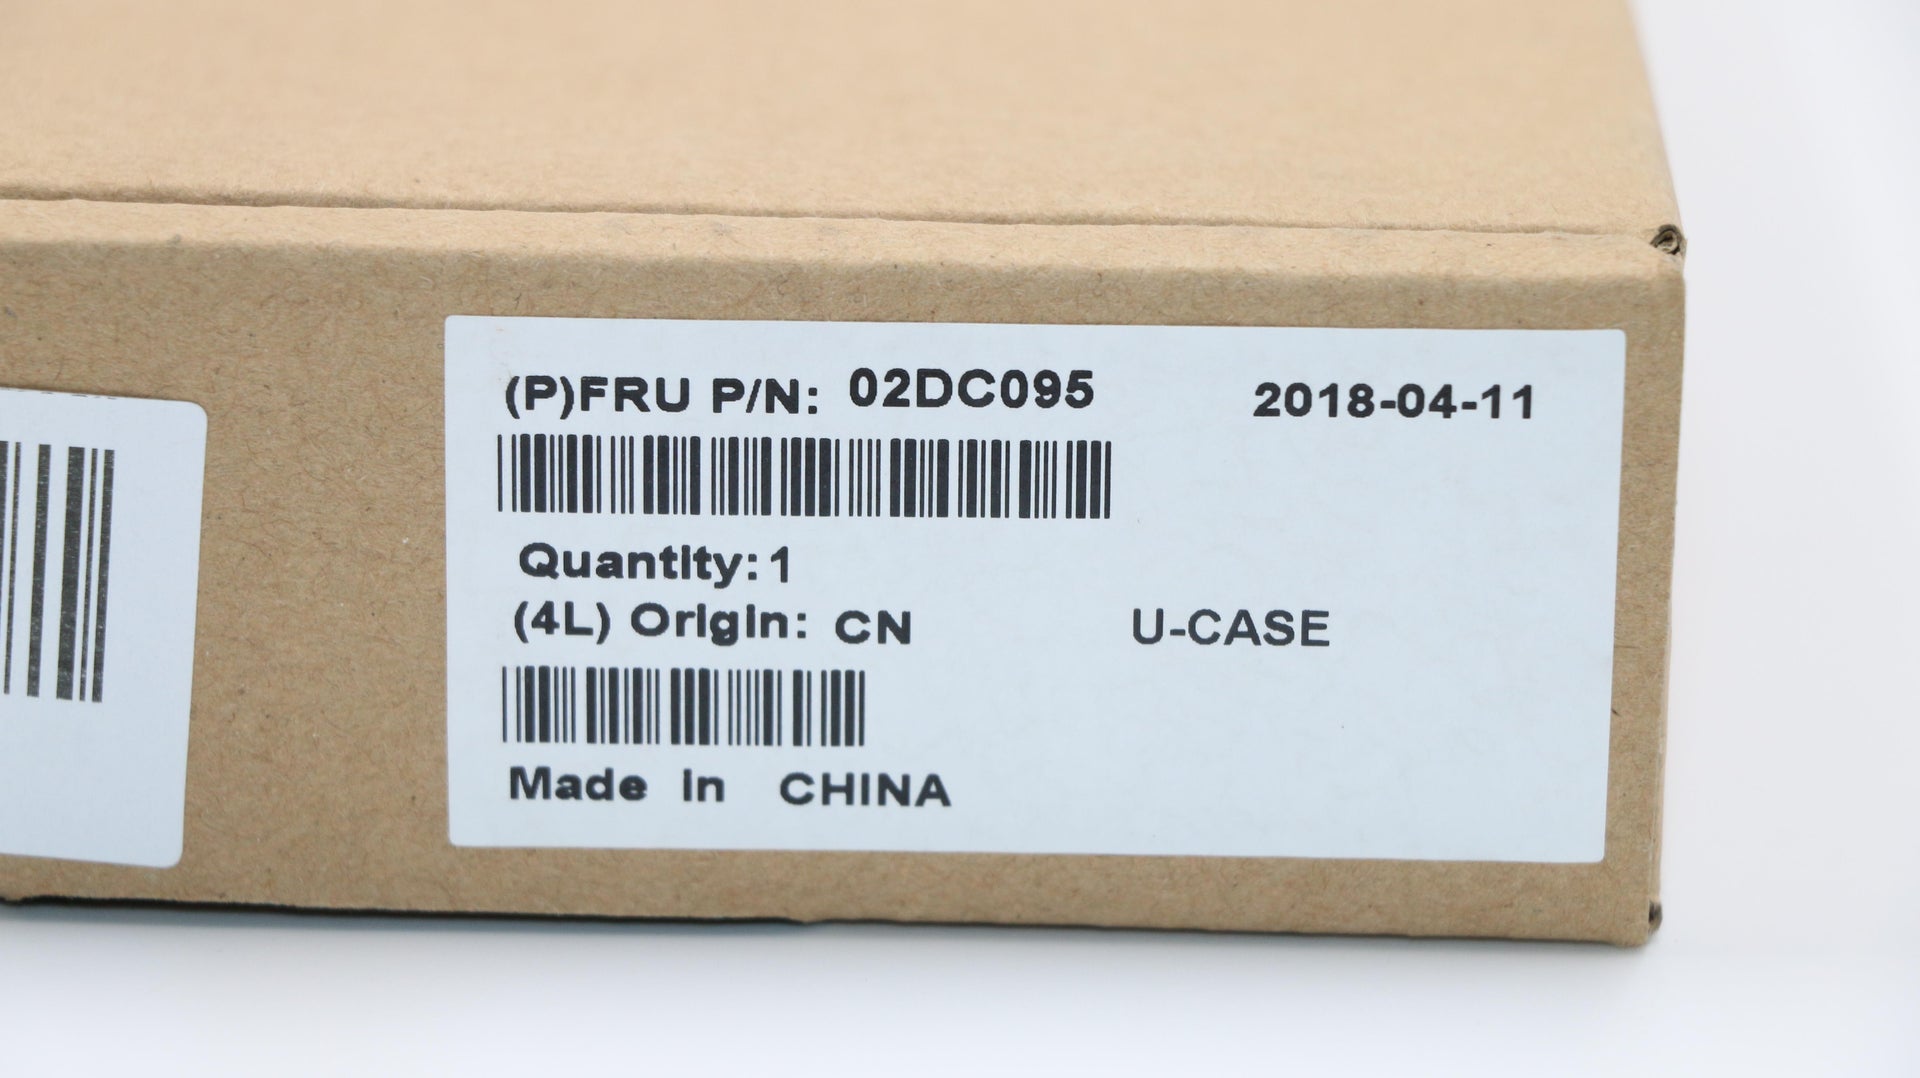 (P)FRU P/N: 02DC095 2018-04-11
Quantity: 1
(4L) Origin: CN U-CASE
Made In CHINA